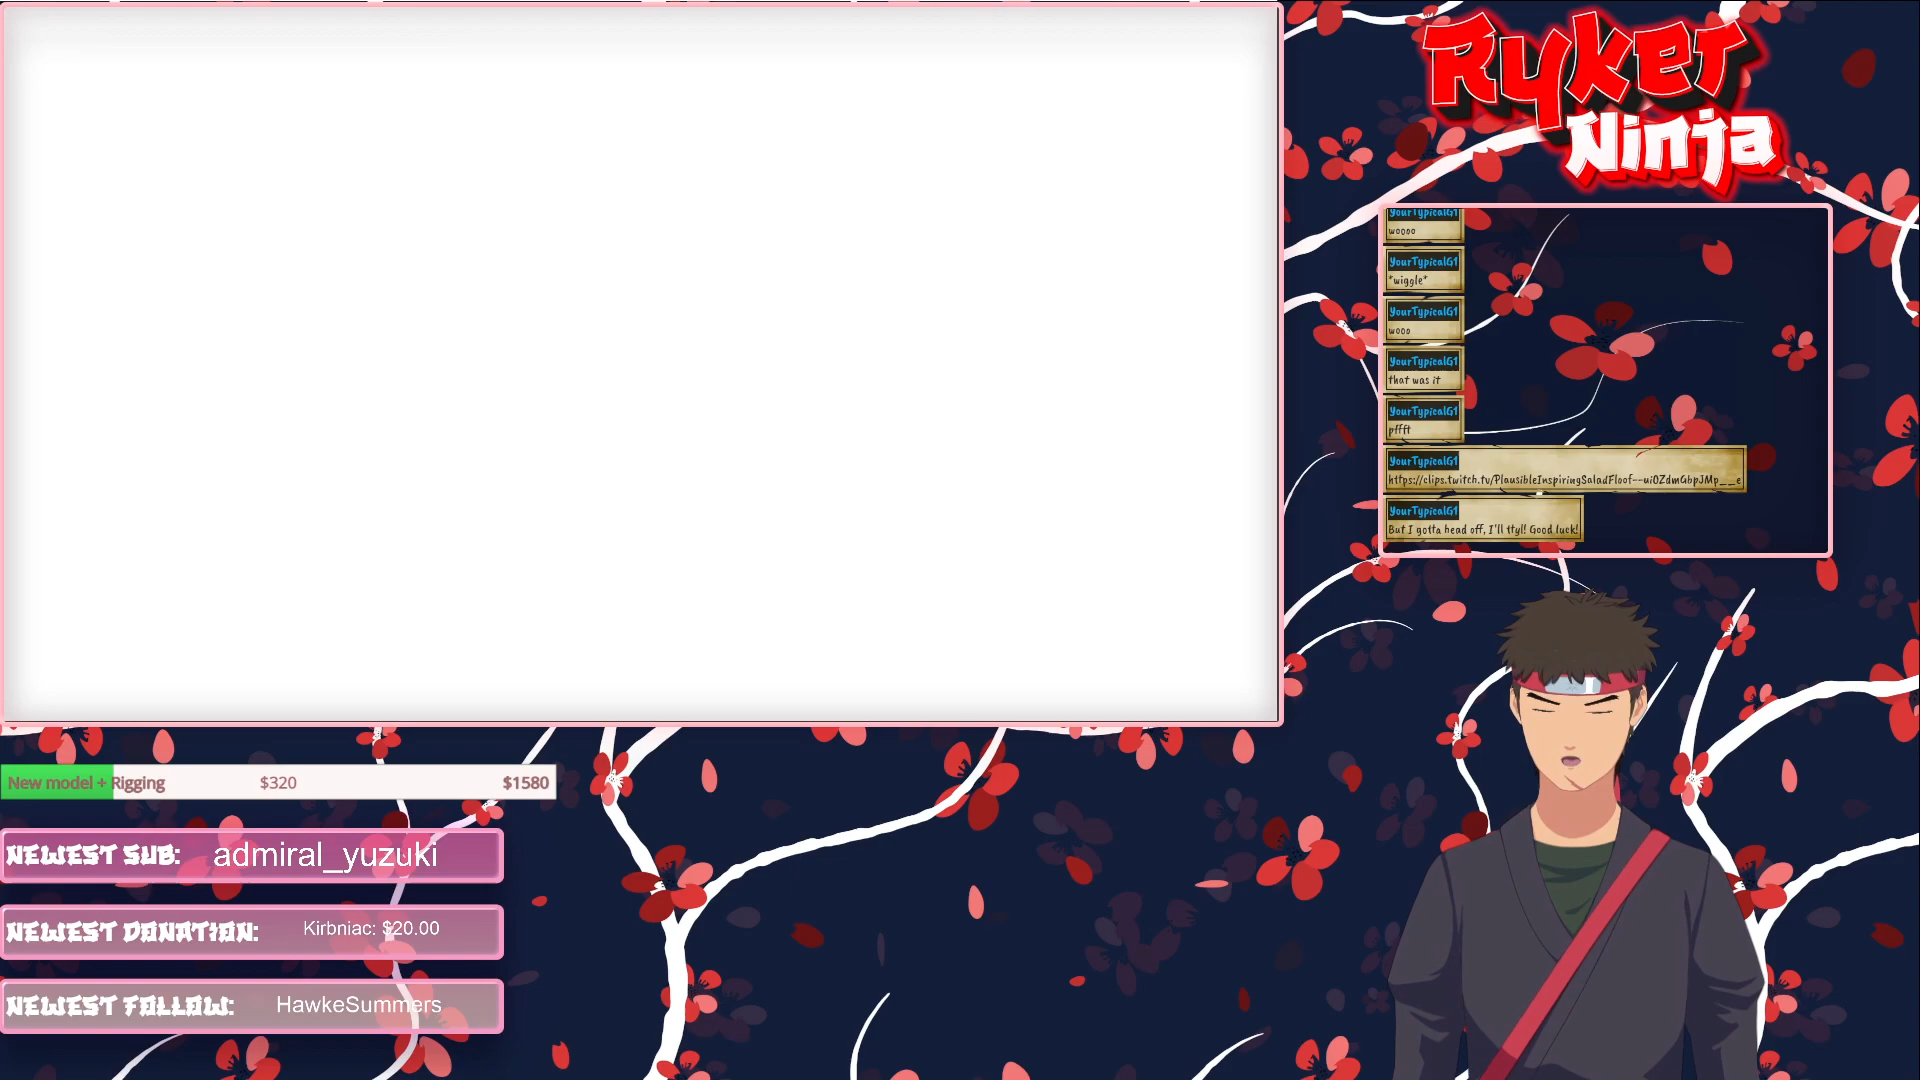 Ryker
Ninja
YourTypicalG1
woooo
YourTypicalG1
*wiggle*
YourTypicalG1
wooo
YourTypicalG1
that was it
YourTypicalG1
pffft
YourTypicalG1
https://clips.twitch.tv/PlausibleInspiringSaladFloof--uiOZdmGbpJMp__e
YourTypicalG1
But I gotta head off, I'll ttyl! Good luck!
New model + Rigging $320 $1580
NEWEST SUB: admiral_yuzuki
NEWEST DONATION: Kirbniac: $20.00
NEWEST FOLLOW: HawkeSummers